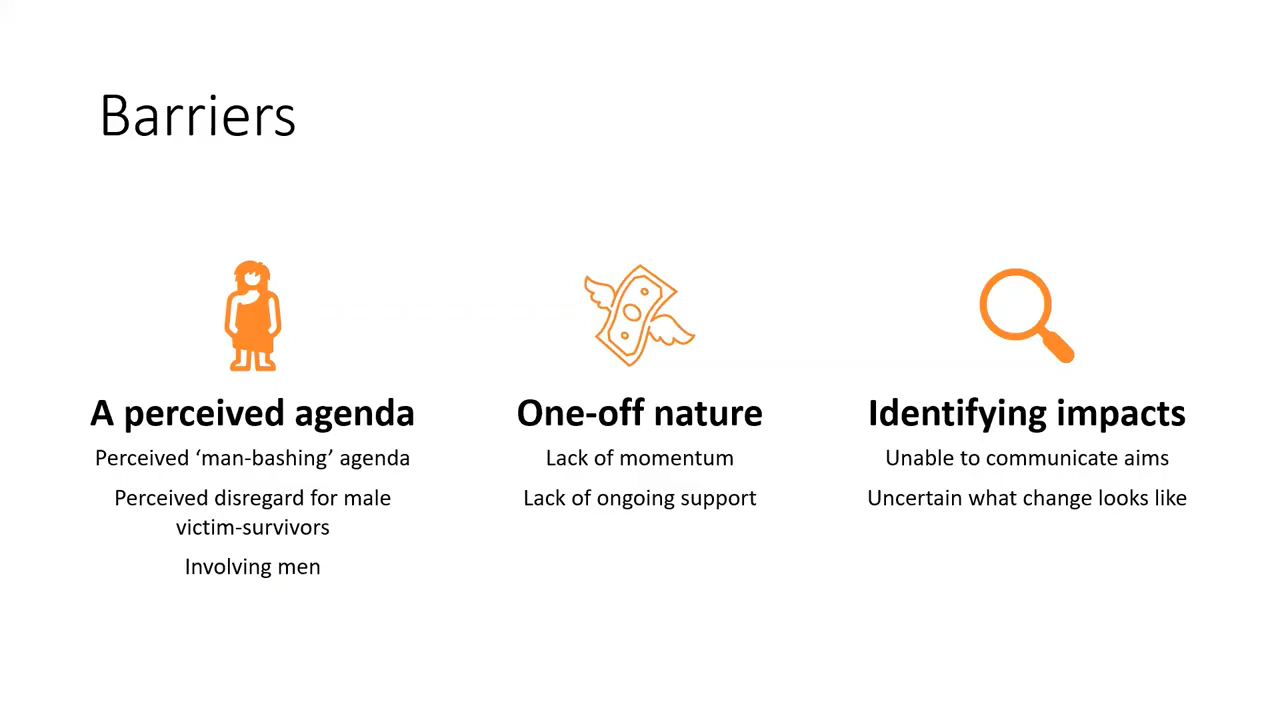 Barriers
A perceived agenda
Perceived ‘man-bashing’ agenda
Perceived disregard for male
victim-survivors
Involving men
One-off nature
Lack of momentum
Lack of ongoing support
Identifying impacts
Unable to communicate aims
Uncertain what change looks like